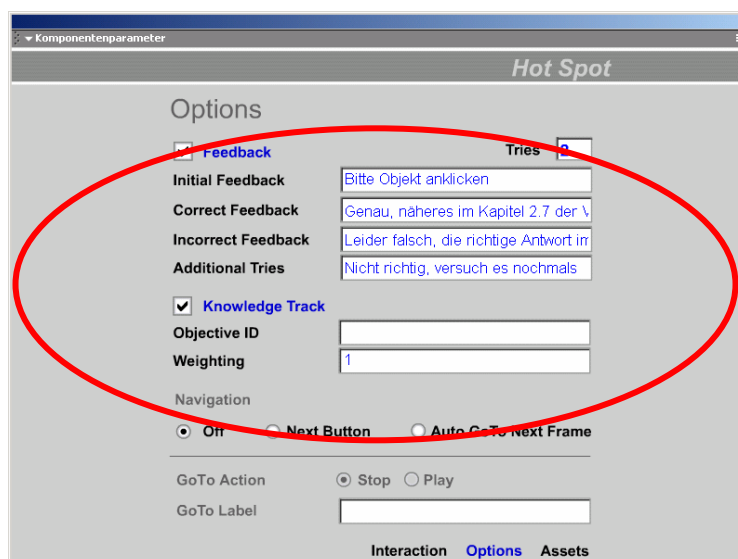 Komponentenparameter
Hot Spot
Options
Feedback Tries 2
Initial Feedback Bitte Objekt anklicken
Correct Feedback Genau, näheres im Kapitel 2.7 der V
Incorrect Feedback Leider falsch, die richtige Antwort im
Additional Tries Nicht richtig, versuch es nochmals
Knowledge Track
Objective ID
Weighting 1
Navigation
Off Next Button Auto GoTo Next Frame
GoTo Action Stop Play
GoTo Label
Interaction Options Assets